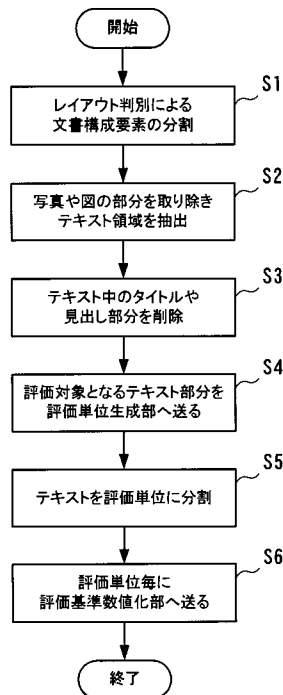 開始
S1
レイアウト判別による
文書構成要素の分割
S2
写真や図の部分を取り除き
テキスト領域を抽出
S3
テキスト中のタイトルや
見出し部分を削除
S4
評価対象となるテキスト部分を
評価単位生成部へ送る
S5
テキストを評価単位に分割
S6
評価単位毎に
評価基準数値化部へ送る
終了